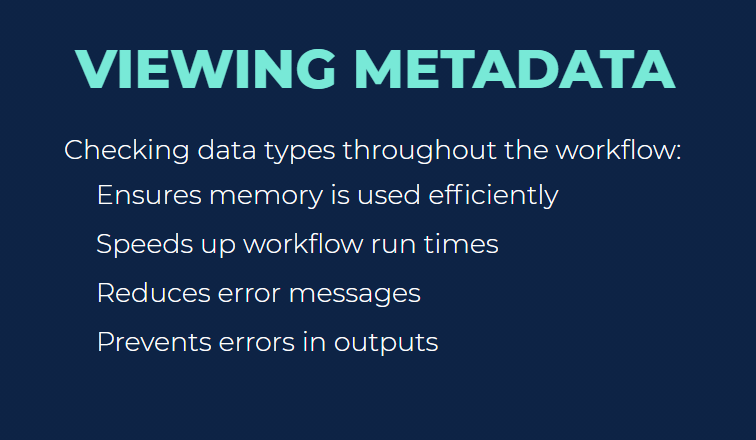 VIEWING METADATA
Checking data types throughout the workflow:
Ensures memory is used efficiently
Speeds up workflow run times
Reduces error messages
Prevents errors in outputs